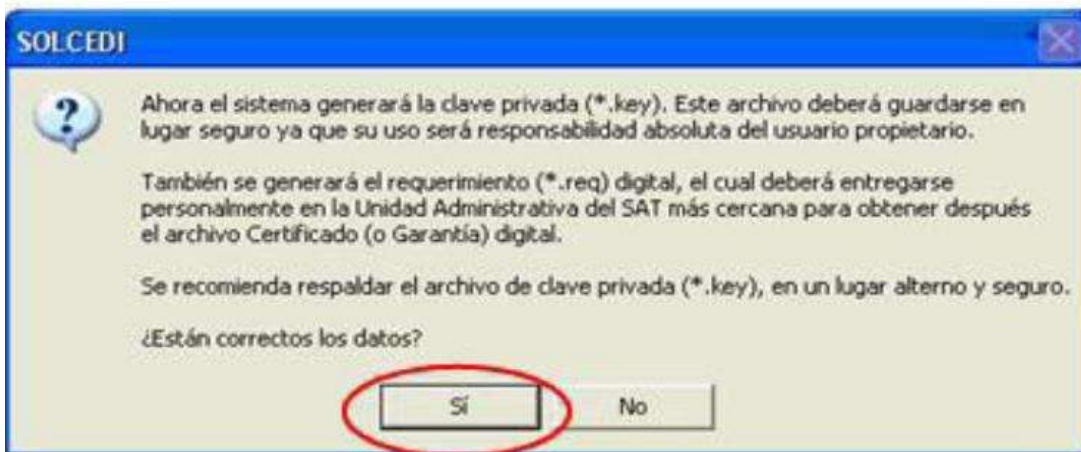 SOLCEDI
Ahora el sistema generará la clave privada (*.key). Este archivo deberá guardarse en
lugar seguro ya que su uso será responsabilidad absoluta del usuario propietario.
También se generará el requerimiento (*.req) digital, el cual deberá entregarse
personalmente en la Unidad Administrativa del SAT más cercana para obtener después
el archivo Certificado (o Garantía) digital.
Se recomienda respaldar el archivo de clave privada (*.key), en un lugar alterno y seguro.
¿Están correctos los datos?
Sí No